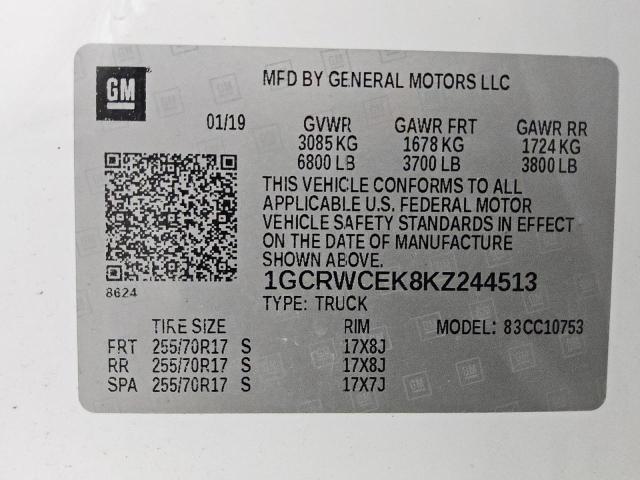 GM
MFD BY GENERAL MOTORS LLC
01/19 GVWR GAWR FRT GAWR RR
3085 KG 1678 KG 1724 KG
6800 LB 3700 LB 3800 LB
THIS VEHICLE CONFORMS TO ALL
APPLICABLE U.S. FEDERAL MOTOR
VEHICLE SAFETY STANDARDS IN EFFECT
ON THE DATE OF MANUFACTURE
SHOWN ABOVE.
1GCRWCEK8KZ244513
8624
TYPE: TRUCK
TIRE SIZE RIM MODEL: 83CC10753
FRT 255/70R17 S 17X8J
RR 255/70R17 S 17X8J
SPA 255/70R17 S 17X7J